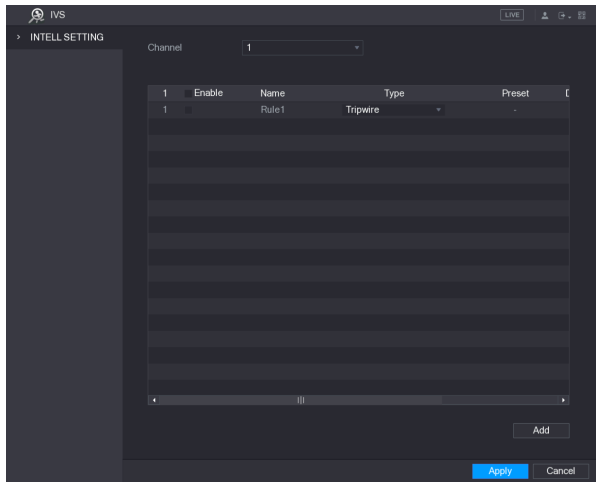 IVS
LIVE
INTELL SETTING
Channel 1
1 Enable Name Type Preset
1 Rule1 Tripwire -
Add
Apply Cancel